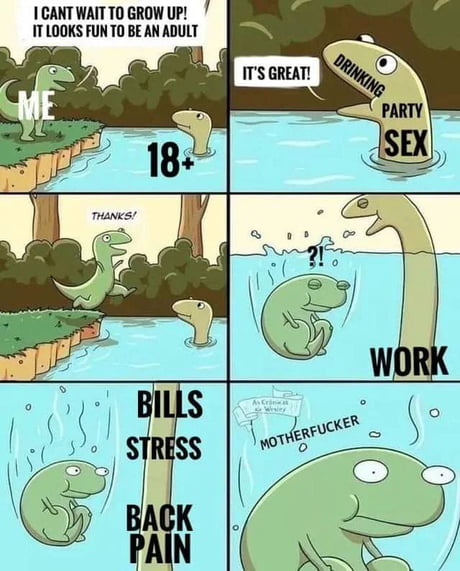 I CANT WAIT TO GROW UP!
IT LOOKS FUN TO BE AN ADULT
ME
18+
IT'S GREAT!
DRINKING
PARTY
SEX
THANKS!
?!
WORK
BILLS
STRESS
BACK
PAIN
MOTHERFUCKER